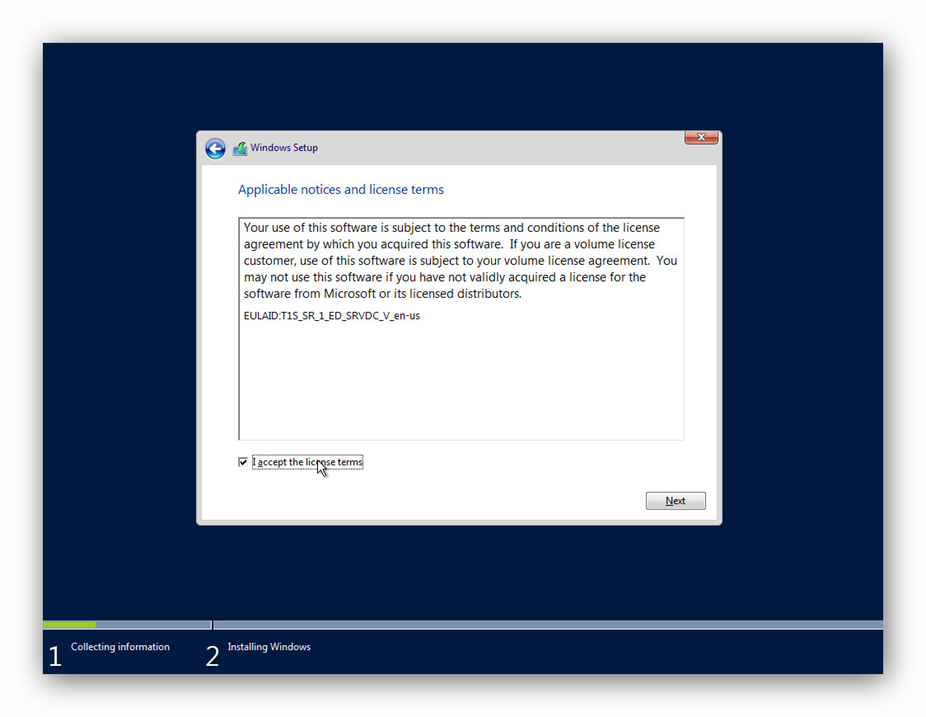 Windows Setup
Applicable notices and license terms
Your use of this software is subject to the terms and conditions of the license
agreement by which you acquired this software.  If you are a volume license
customer, use of this software is subject to your volume license agreement.  You
may not use this software if you have not validly acquired a license for the
software from Microsoft or its licensed distributors.
EULAID:T1S_SR_1_ED_SRVDC_V_en-us
I accept the license terms
Next
1 Collecting information
2 Installing Windows